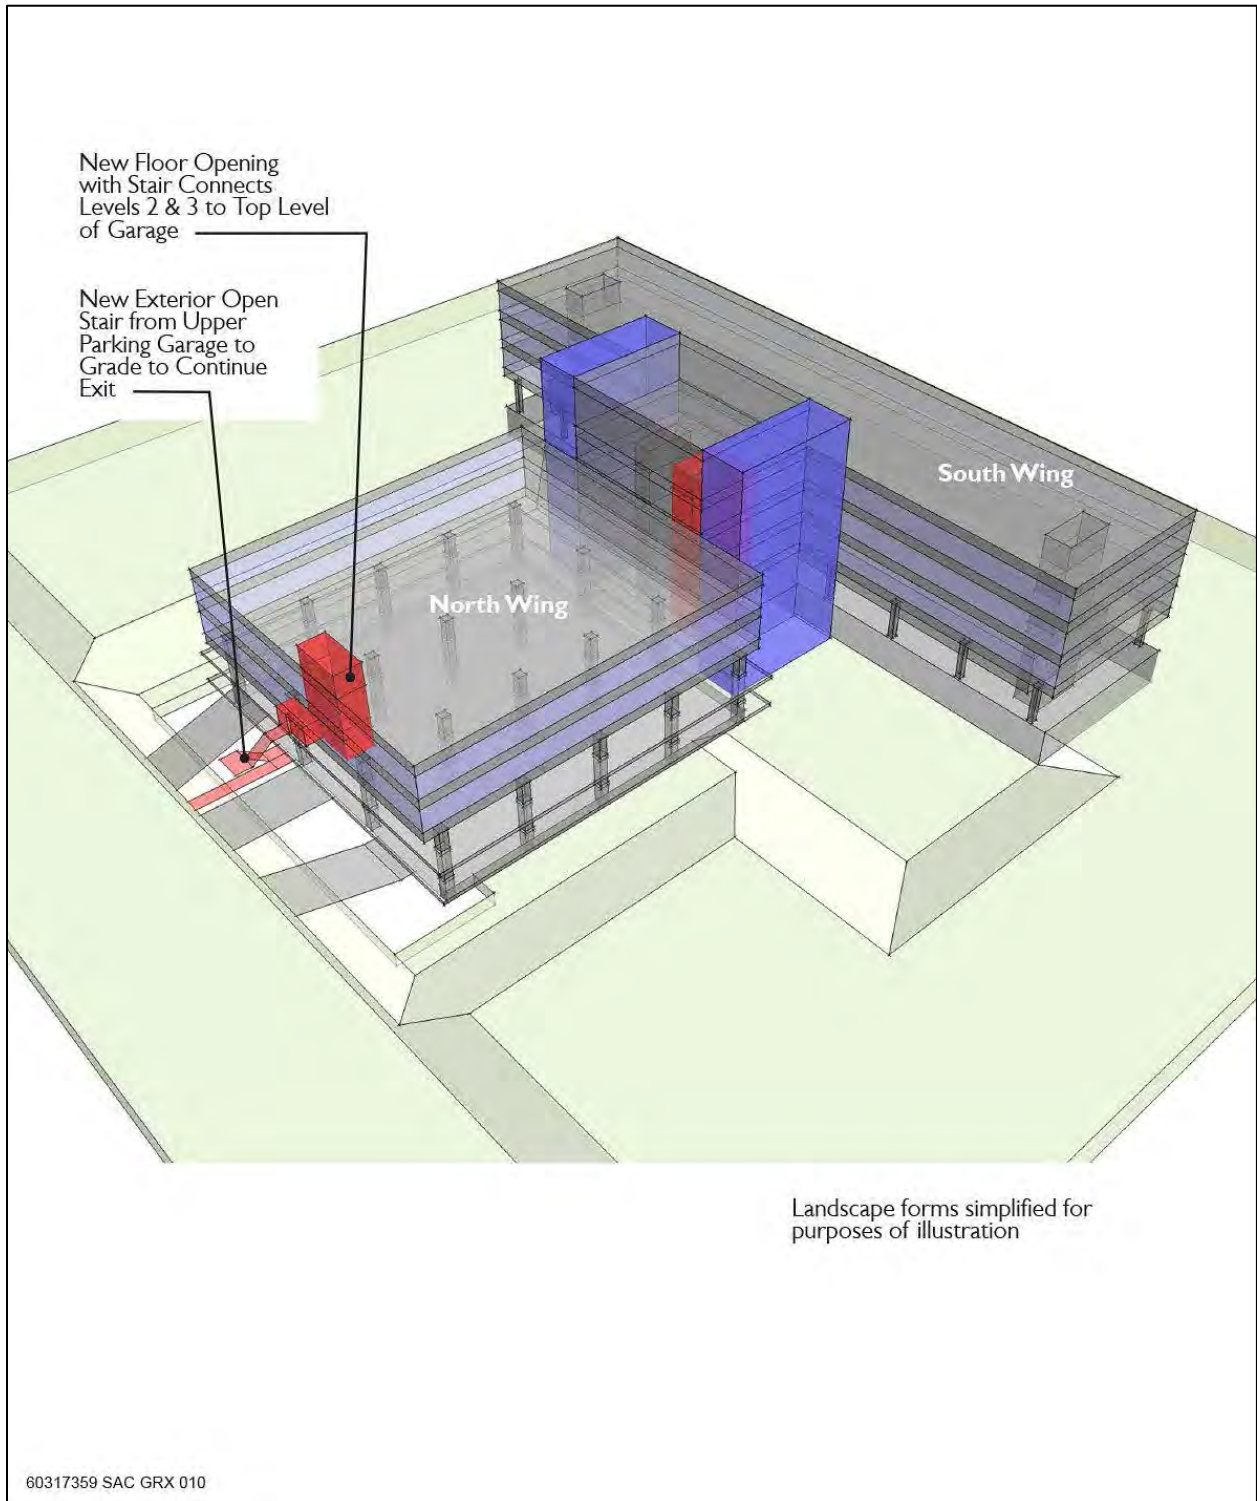 New Floor Opening
with Stair Connects
Levels 2 & 3 to Top Level
of Garage
New Exterior Open
Stair from Upper
Parking Garage to
Grade to Continue
Exit
South Wing
North Wing
Landscape forms simplified for
purposes of illustration
60317359 SAC GRX 010